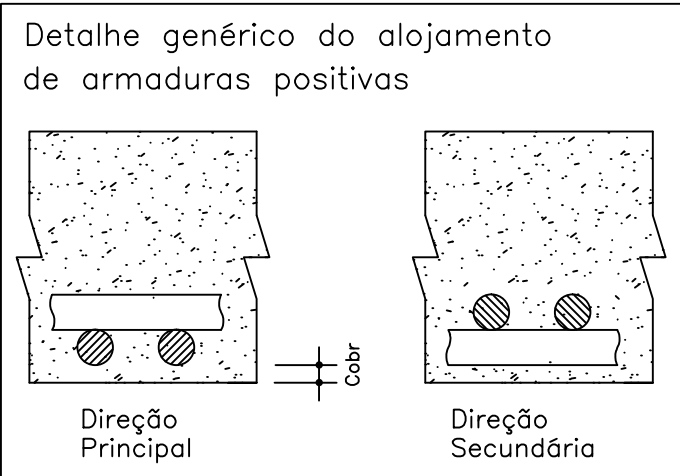 Detalhe genérico do alojamento
de armaduras positivas
Cobr
Direção
Principal
Direção
Secundária